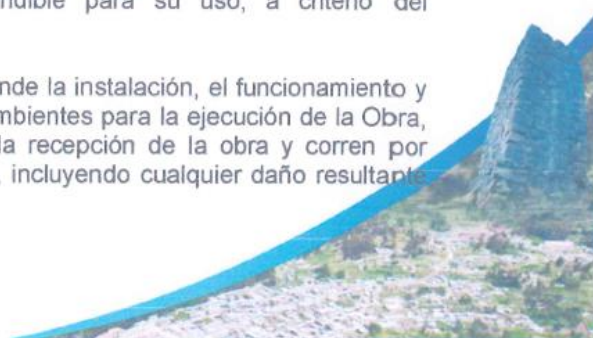 para su uso, a criterio del
nde la instalación, el funcionamiento y
mbientes para la ejecución de la Obra,
la recepción de la obra y corren por
, incluyendo cualquier daño resultante